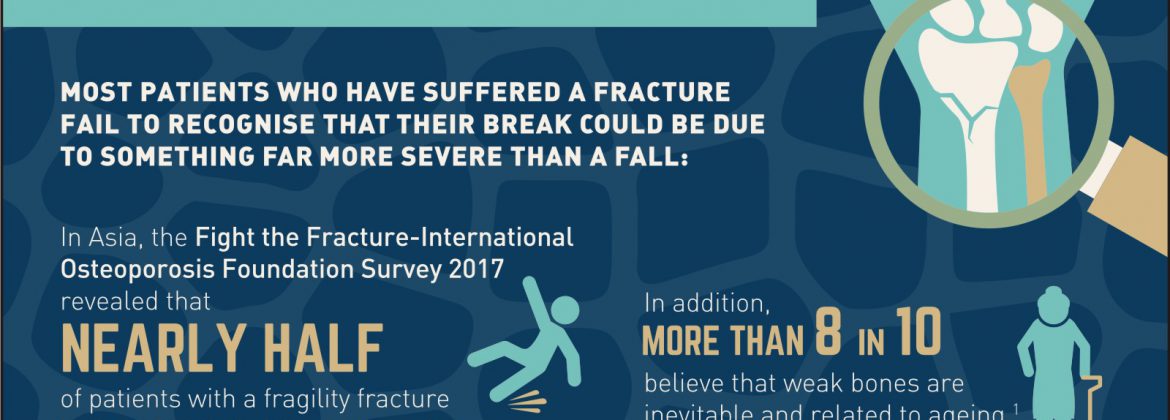 MOST PATIENTS WHO HAVE SUFFERED A FRACTURE
FAIL TO RECOGNISE THAT THEIR BREAK COULD BE DUE
TO SOMETHING FAR MORE SEVERE THAN A FALL:
In Asia, the Fight the Fracture-International
Osteoporosis Foundation Survey 2017
revealed that
NEARLY HALF
of patients with a fragility fracture
In addition,
MORE THAN 8 IN 10
believe that weak bones are
inevitable and related to ageing.1